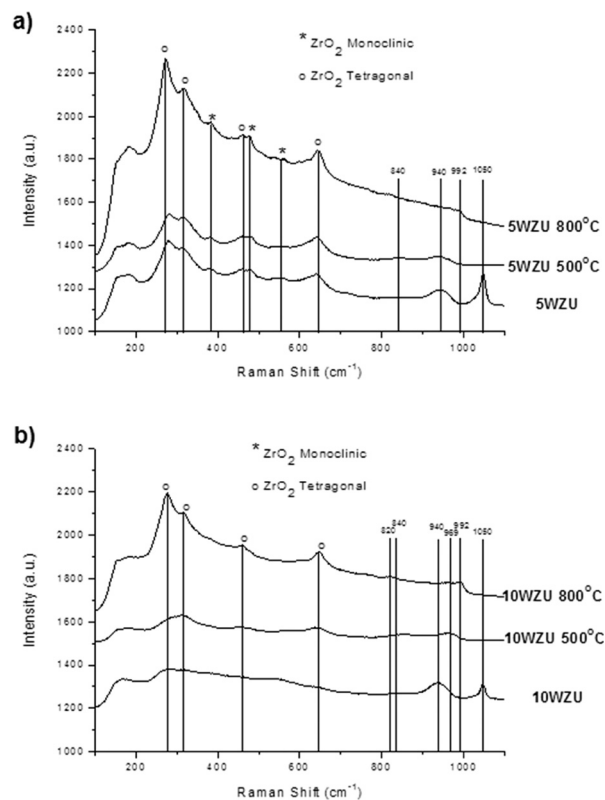 a)
* ZrO2 Monoclinic
o ZrO2 Tetragonal
2400
2200
2000
1800
1600
1400
1200
1000
Intensity (a.u.)
840
940
992
1050
5WZU 800°C
5WZU 500°C
5WZU
200
400
600
800
1000
Raman Shift (cm-1)
b)
* ZrO2 Monoclinic
o ZrO2 Tetragonal
2400
2200
2000
1800
1600
1400
1200
1000
Intensity (a.u.)
820
840
940
969
992
1050
10WZU 800°C
10WZU 500°C
10WZU
200
400
600
800
1000
Raman Shift (cm-1)